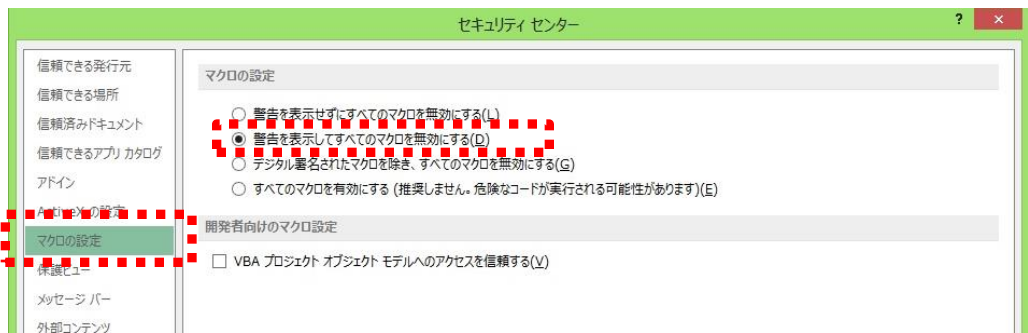 セキュリティ センター
? ×
信頼できる発行元
信頼できる場所
信頼済みドキュメント
信頼できるアプリ カタログ
アドイン
ActiveX の設定
マクロの設定
保護ビュー
メッセージ バー
外部コンテンツ
マクロの設定
警告を表示せずにすべてのマクロを無効にする(L)
警告を表示してすべてのマクロを無効にする(D)
デジタル署名されたマクロを除き、すべてのマクロを無効にする(G)
すべてのマクロを有効にする (推奨しません。危険なコードが実行される可能性があります)(E)
開発者向けのマクロ設定
VBA プロジェクト オブジェクト モデルへのアクセスを信頼する(V)